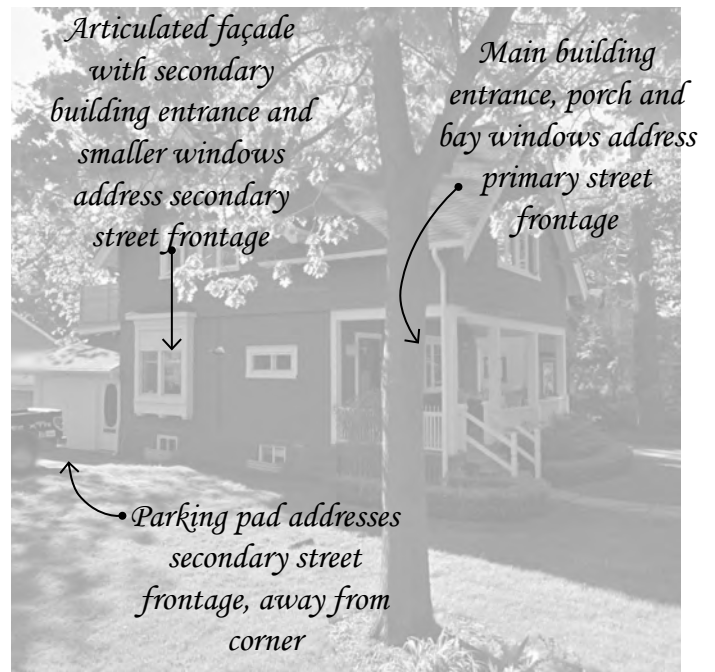 Articulated façade
with secondary
building entrance and
smaller windows
address secondary
street frontage
Main building
entrance, porch and
bay windows address
primary street
frontage
Parking pad addresses
secondary street
frontage, away from
corner